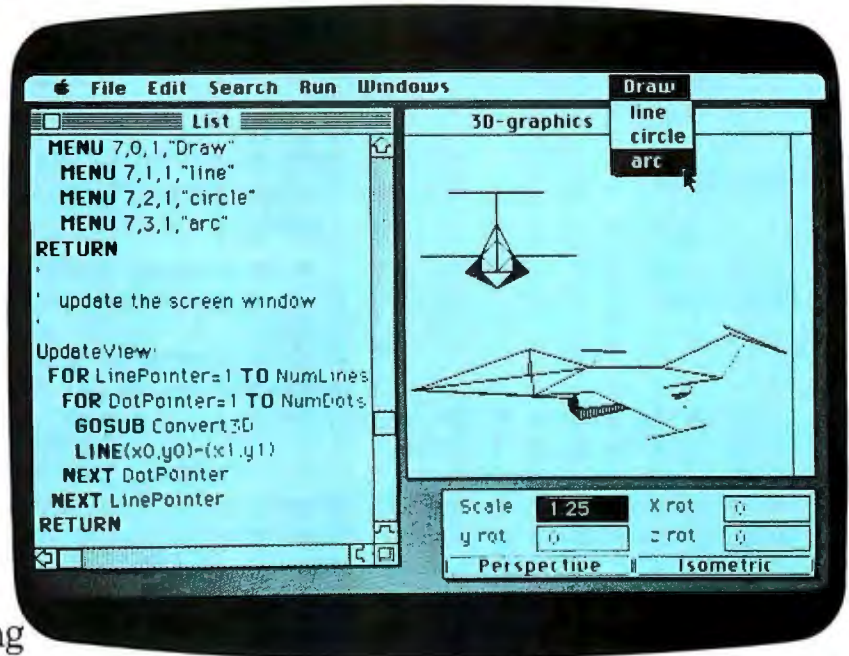 File Edit Search Run Windows Draw
line
circle
arc
List
MENU 7,0,1,"Draw"
MENU 7,1,1,"line"
MENU 7,2,1,"circle"
MENU 7,3,1,"arc"
RETURN
'
' update the screen window
'
UpdateView:
FOR LinePointer=1 TO NumLines
FOR DotPointer=1 TO NumDots
GOSUB Convert3D
LINE(x0,y0)-(x1,y1)
NEXT DotPointer
NEXT LinePointer
RETURN
3D-graphics
Scale 1.25 X rot 0
y rot 0 z rot 0
Perspective Isometric